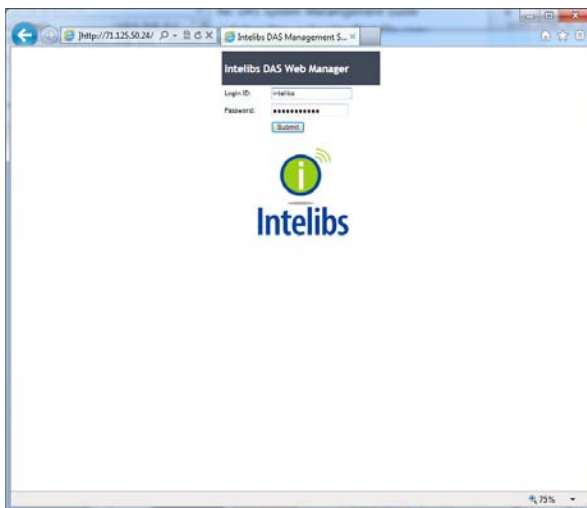 ]http://71.125.50.24/
Intelibs DAS Management S...
Intelibs DAS Web Manager
Login ID:
intelibs
Password:
Submit
i
Intelibs
75%